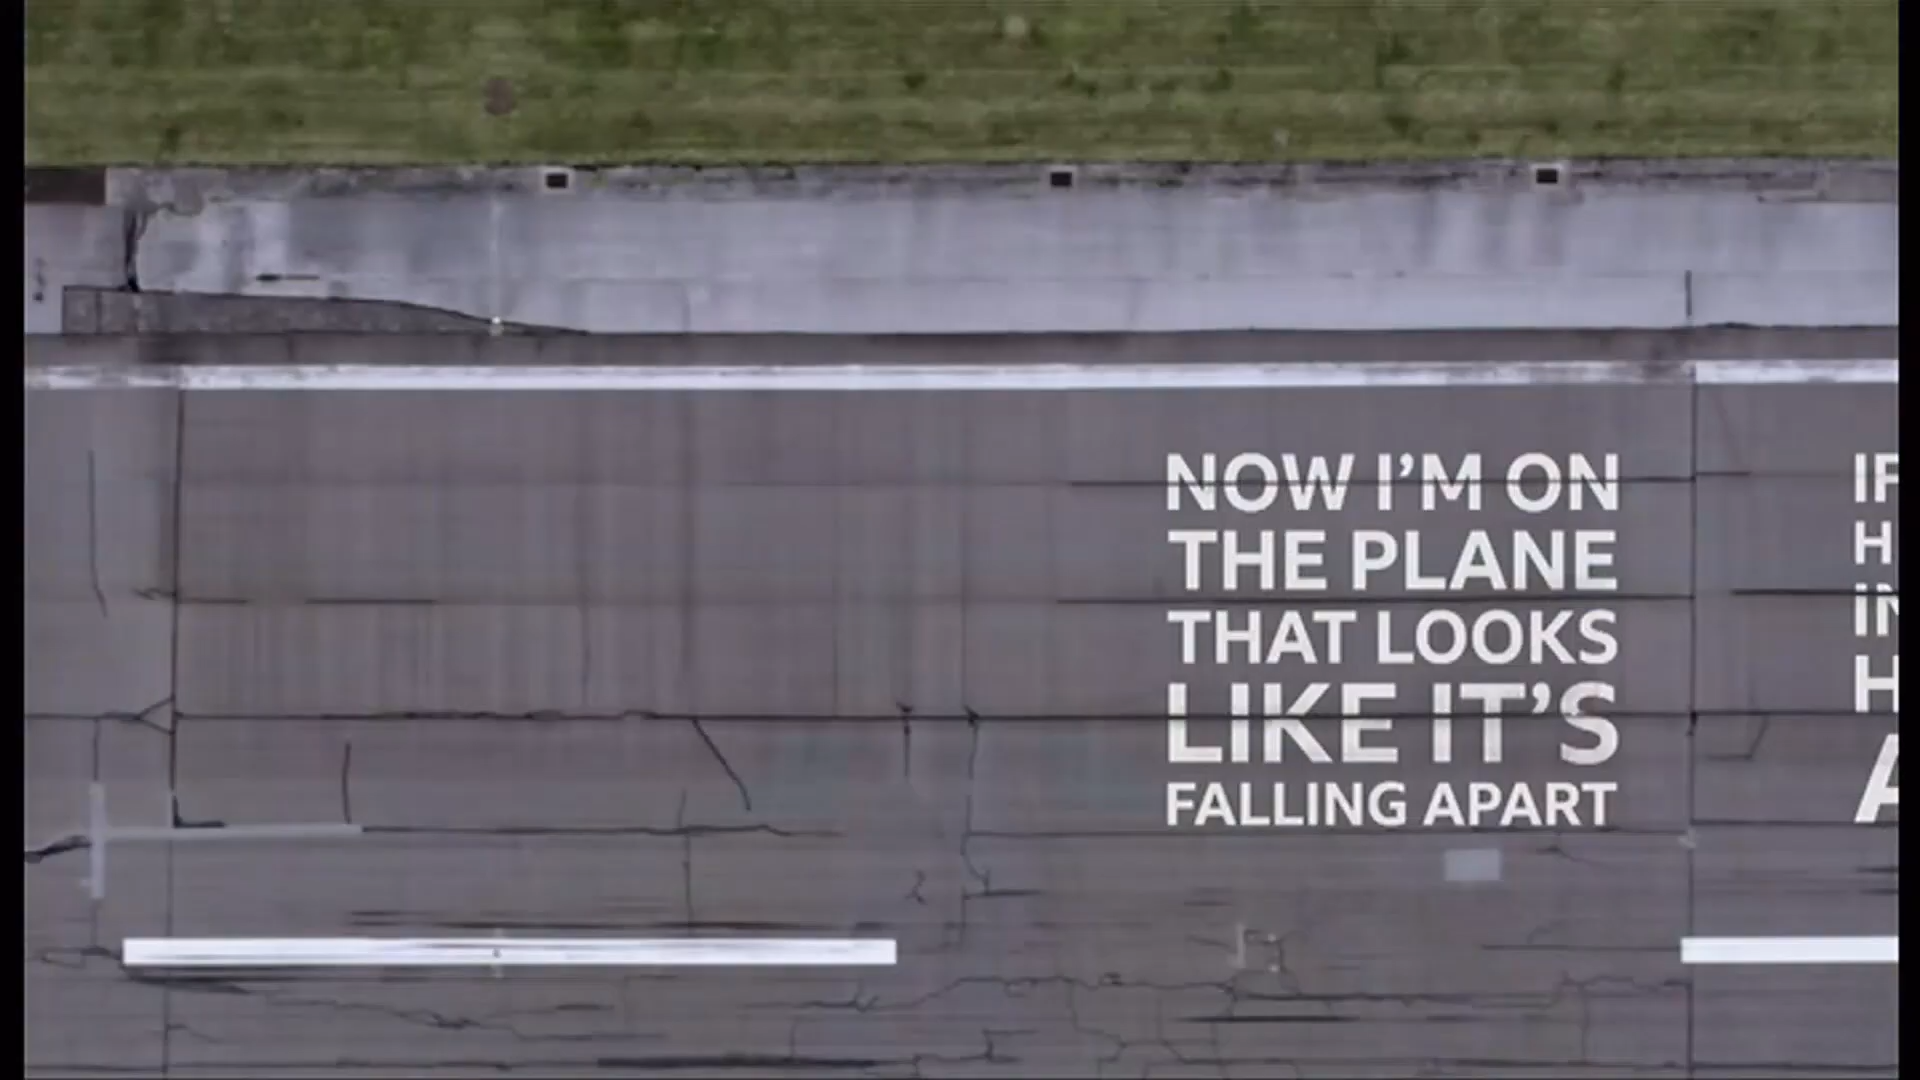 NOW I'M ON
THE PLANE
THAT LOOKS
LIKE IT'S
FALLING APART